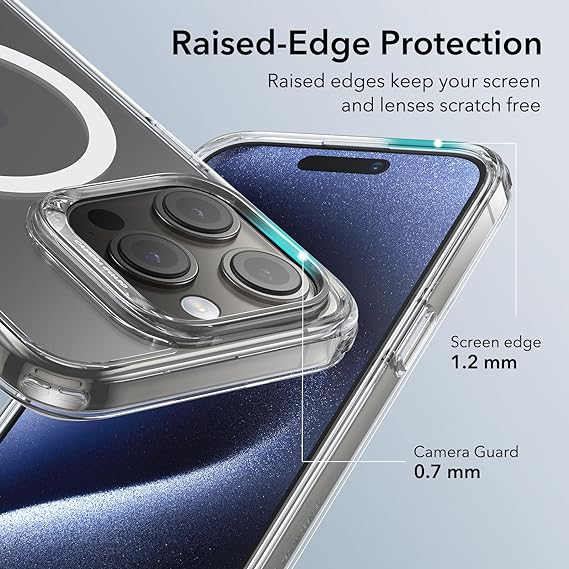 Raised-Edge Protection
Raised edges keep your screen
and lenses scratch free
Screen edge
1.2 mm
Camera Guard
0.7 mm